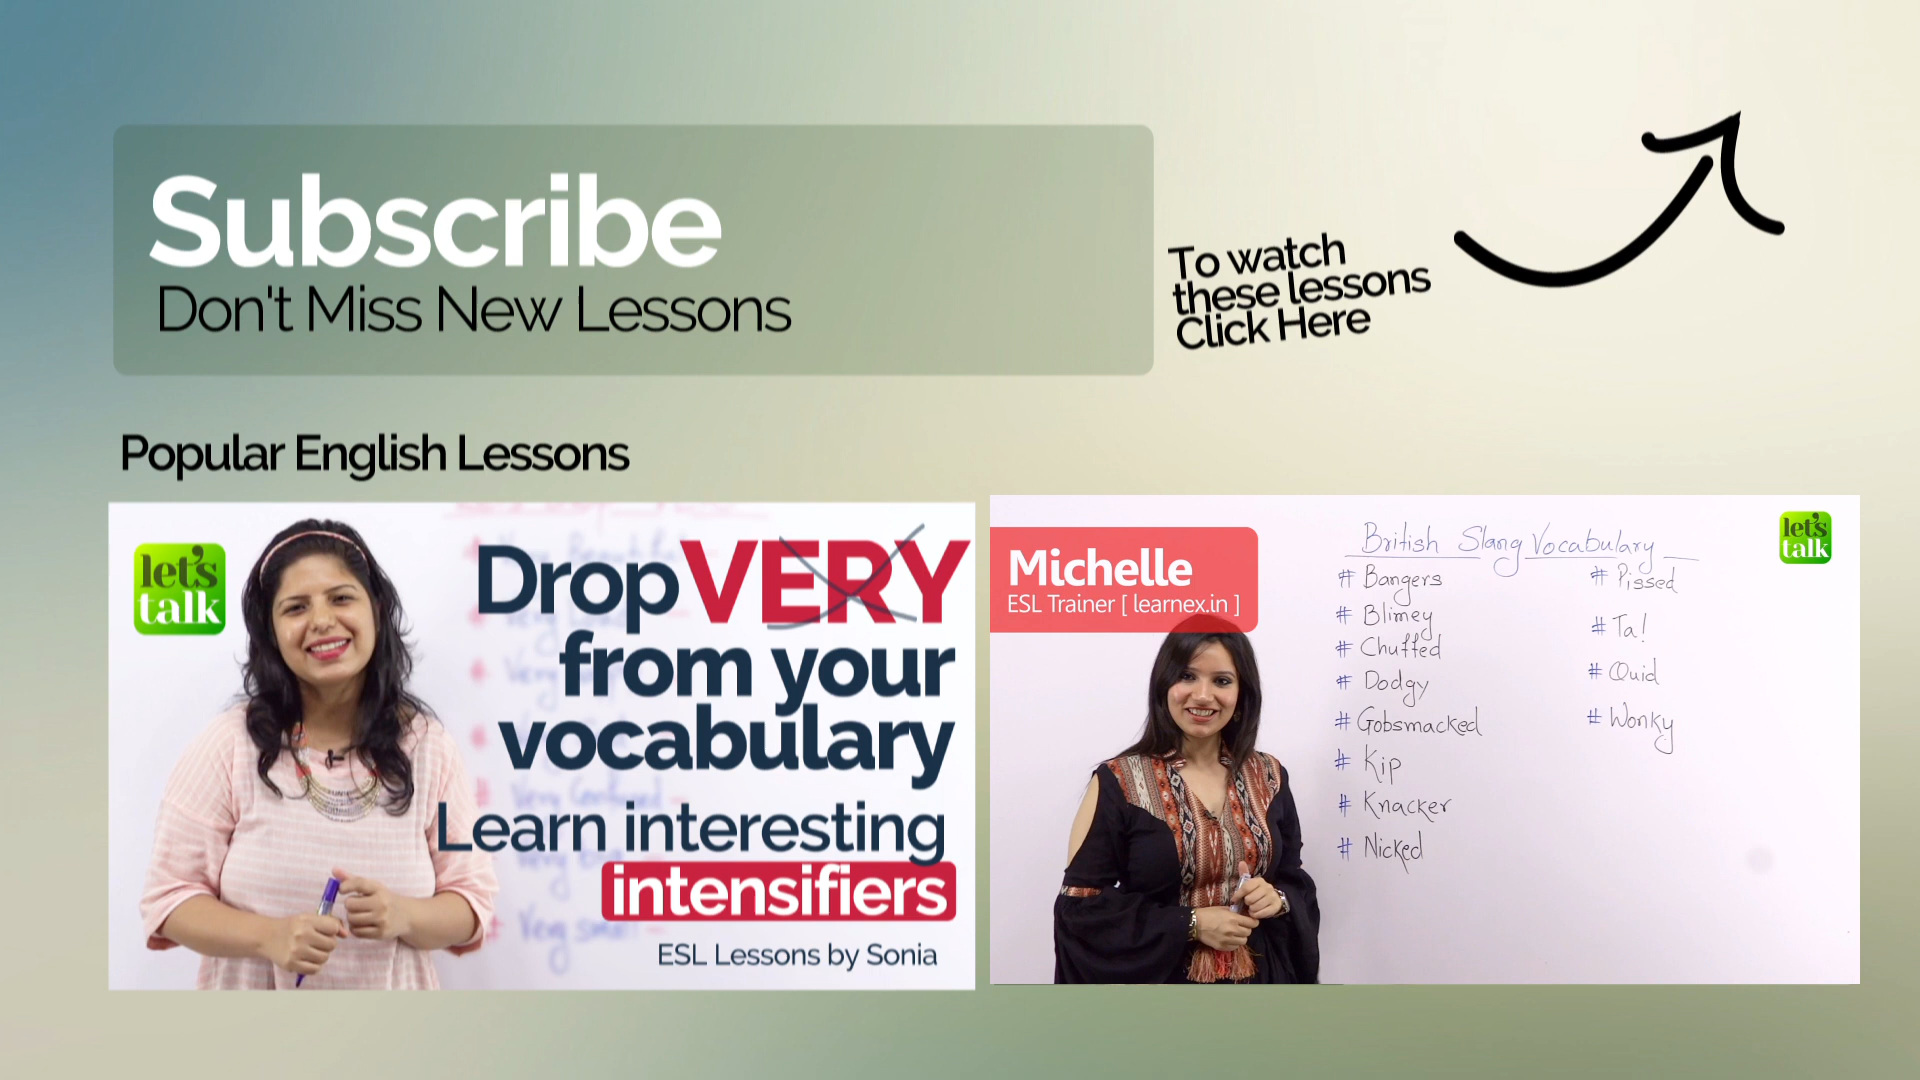 Subscribe
Don't Miss New Lessons
To watch
these lessons
Click Here
Popular English Lessons
let's
talk
Drop VERY
from your
vocabulary
Learn interesting
intensifiers
ESL Lessons by Sonia
Michelle
ESL Trainer [ learnex.in ]
British Slang Vocabulary
# Bangers
# Blimey
# Chuffed
# Dodgy
# Gobsmacked
# Kip
# Knacker
# Nicked
# Pissed
# Ta!
# Quid
# Wonky
let's
talk